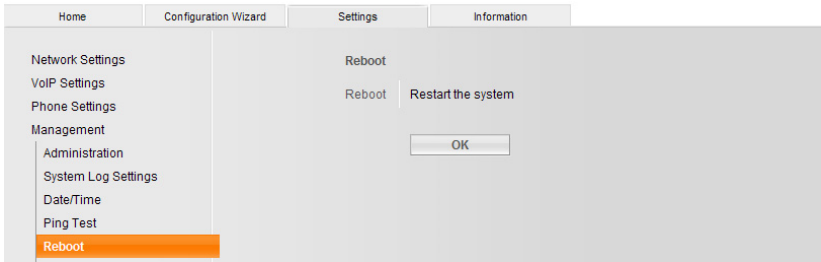 Home Configuration Wizard Settings Information
Network Settings
VoIP Settings
Phone Settings
Management
Administration
System Log Settings
Date/Time
Ping Test
Reboot
Reboot
Reboot Restart the system
OK